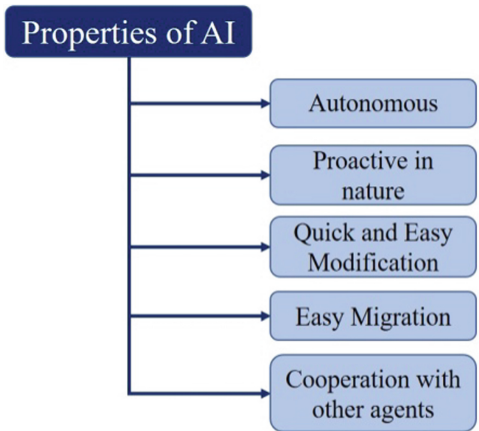 Properties of AI
Autonomous
Proactive in
nature
Quick and Easy
Modification
Easy Migration
Cooperation with
other agents